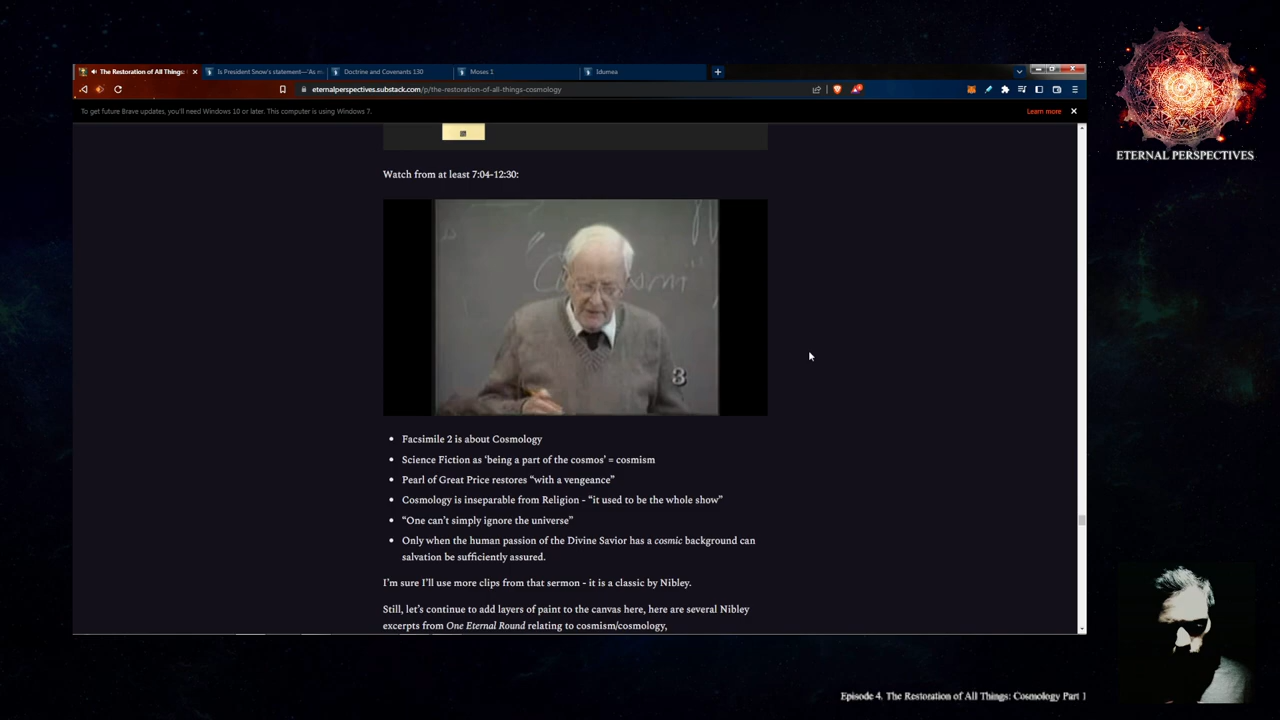 The Restoration of All Things:
Is President Snow's statement—'As m
Doctrine and Covenants 130
Moses 1
Idumea
eternalperspectives.substack.com/p/the-restoration-of-all-things-cosmology
To get future Brave updates, you'll need Windows 10 or later. This computer is using Windows 7.
Learn more
ETERNAL PERSPECTIVES
Watch from at least 7:04-12:30:
3
• Facsimile 2 is about Cosmology
• Science Fiction as 'being a part of the cosmos' = cosmism
• Pearl of Great Price restores “with a vengeance”
• Cosmology is inseparable from Religion - “it used to be the whole show”
• “One can't simply ignore the universe”
• Only when the human passion of the Divine Savior has a cosmic background can
salvation be sufficiently assured.
I'm sure I'll use more clips from that sermon - it is a classic by Nibley.
Still, let's continue to add layers of paint to the canvas here, here are several Nibley
excerpts from One Eternal Round relating to cosmism/cosmology,
Episode 4. The Restoration of All Things: Cosmology Part 1